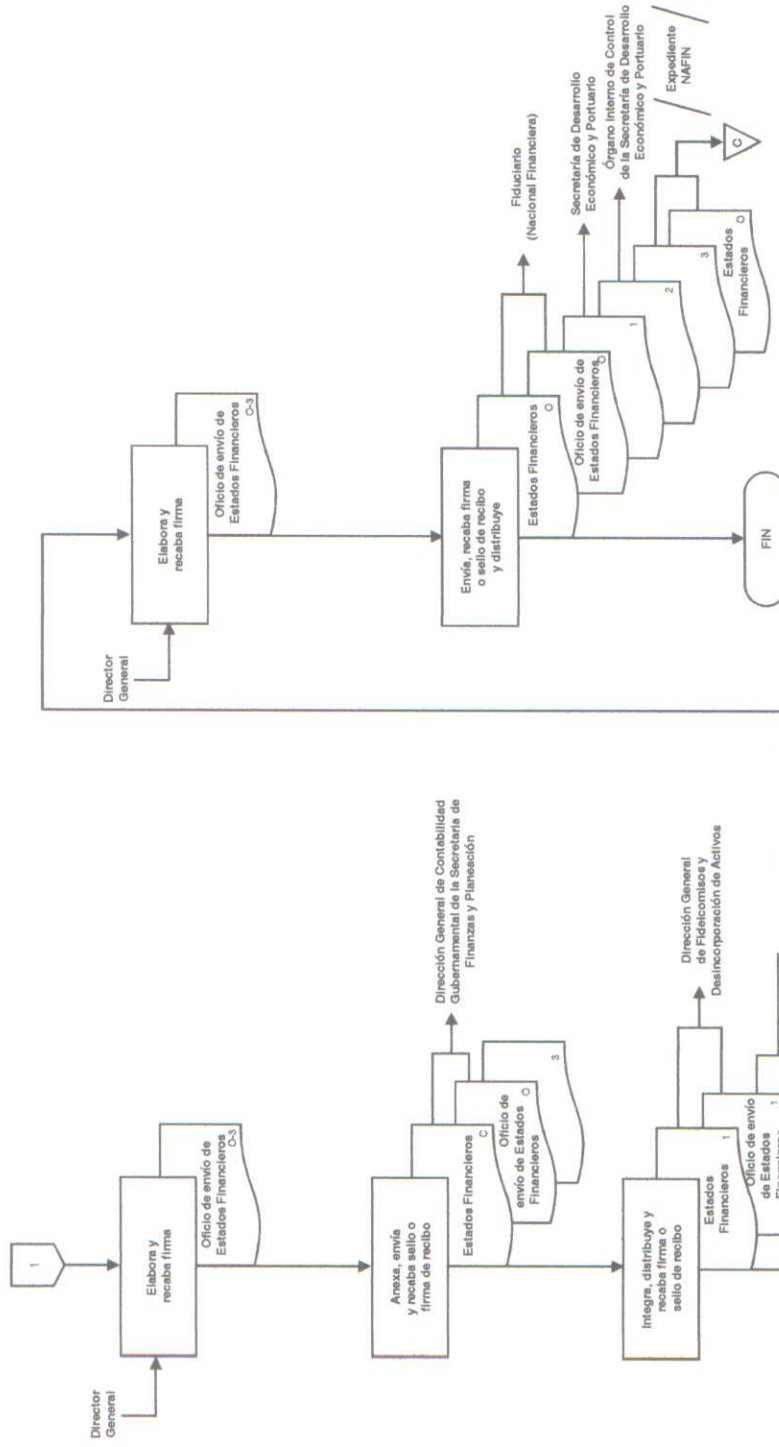 1
Director
General
Elabora y
recaba firma
Oficio de envío de
Estados Financieros
O-3
Anexa, envía
y recaba sello o
firma de recibo
Estados Financieros
C
Oficio de
envío de Estados
Financieros
O
3
Dirección General de Contabilidad
Gubernamental de la Secretaría de
Finanzas y Planeación
Integra, distribuye y
recaba firma o
sello de recibo
Estados
Financieros
1
Oficio de envío
de Estados
1
Dirección General
de Fideicomisos y
Desincorporación de Activos
Director
General
Elabora y
recaba firma
Oficio de envío de
Estados Financieros
O-3
Envía, recaba firma
o sello de recibo
y distribuye
Estados Financieros
O
Oficio de envío de
Estados Financieros
O
1
2
3
Estados
Financieros
O
Fiduciario
(Nacional Financiera)
Secretaría de Desarrollo
Económico y Portuario
Órgano Interno de Control
de la Secretaría de Desarrollo
Económico y Portuario
Expediente
NAFIN
C
FIN